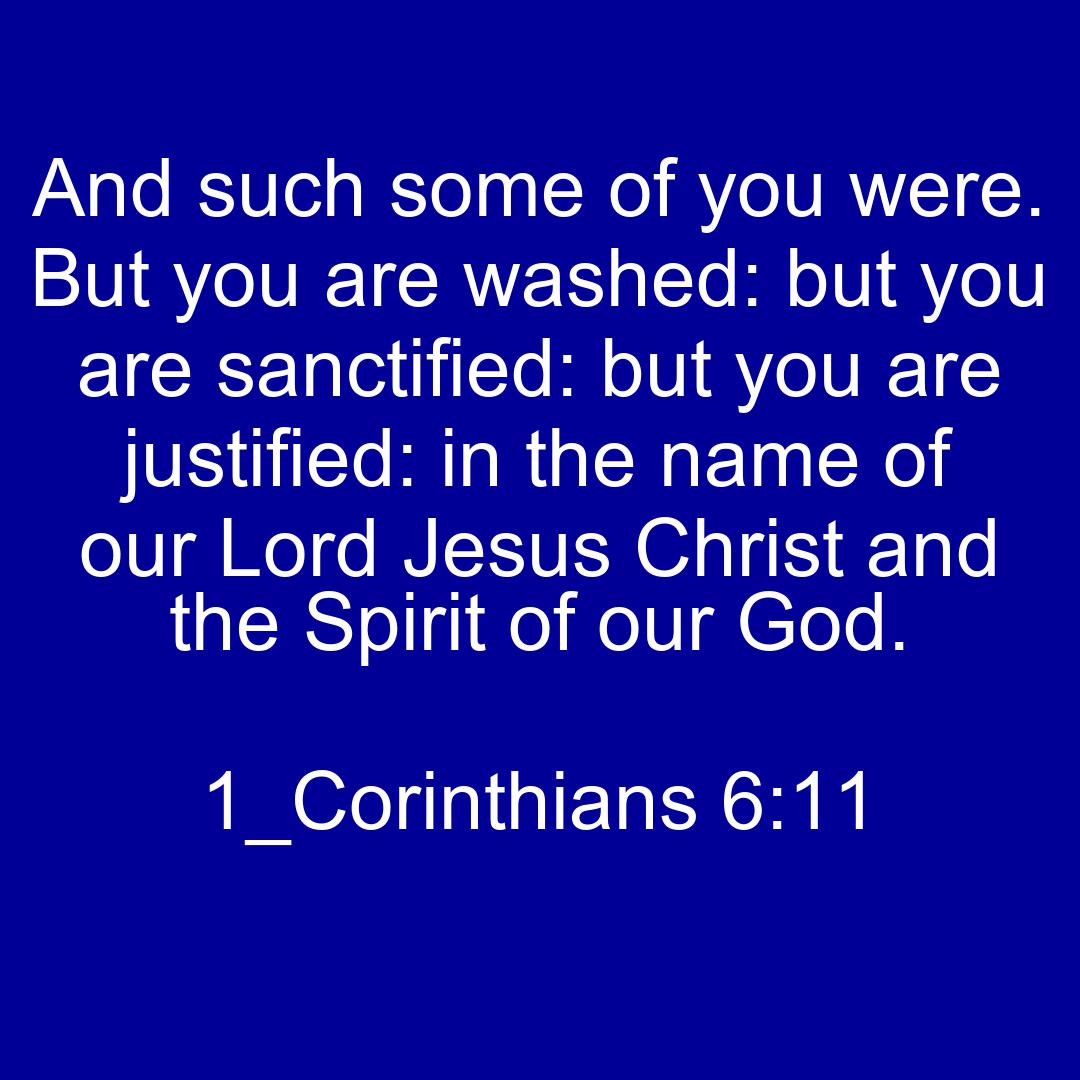 And such some of you were.
But you are washed: but you
are sanctified: but you are
justified: in the name of
our Lord Jesus Christ and
the Spirit of our God.
1_Corinthians 6:11